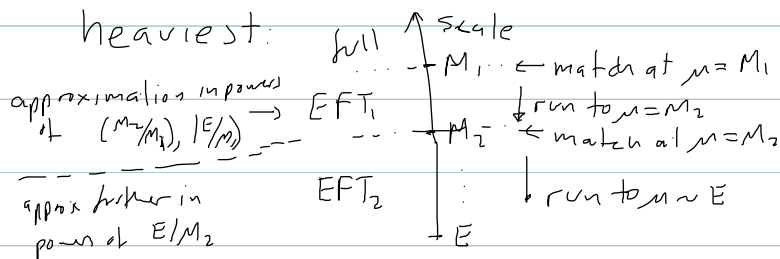 heaviest:
full
scale
M₁ ← match at μ = M₁
approximation in powers
of (M₂/M₁), (E/M₁) → EFT₁
run to μ = M₂
M₂ ← match at μ = M₂
approx further in
power of E/M₂
EFT₂
run to μ ~ E
E